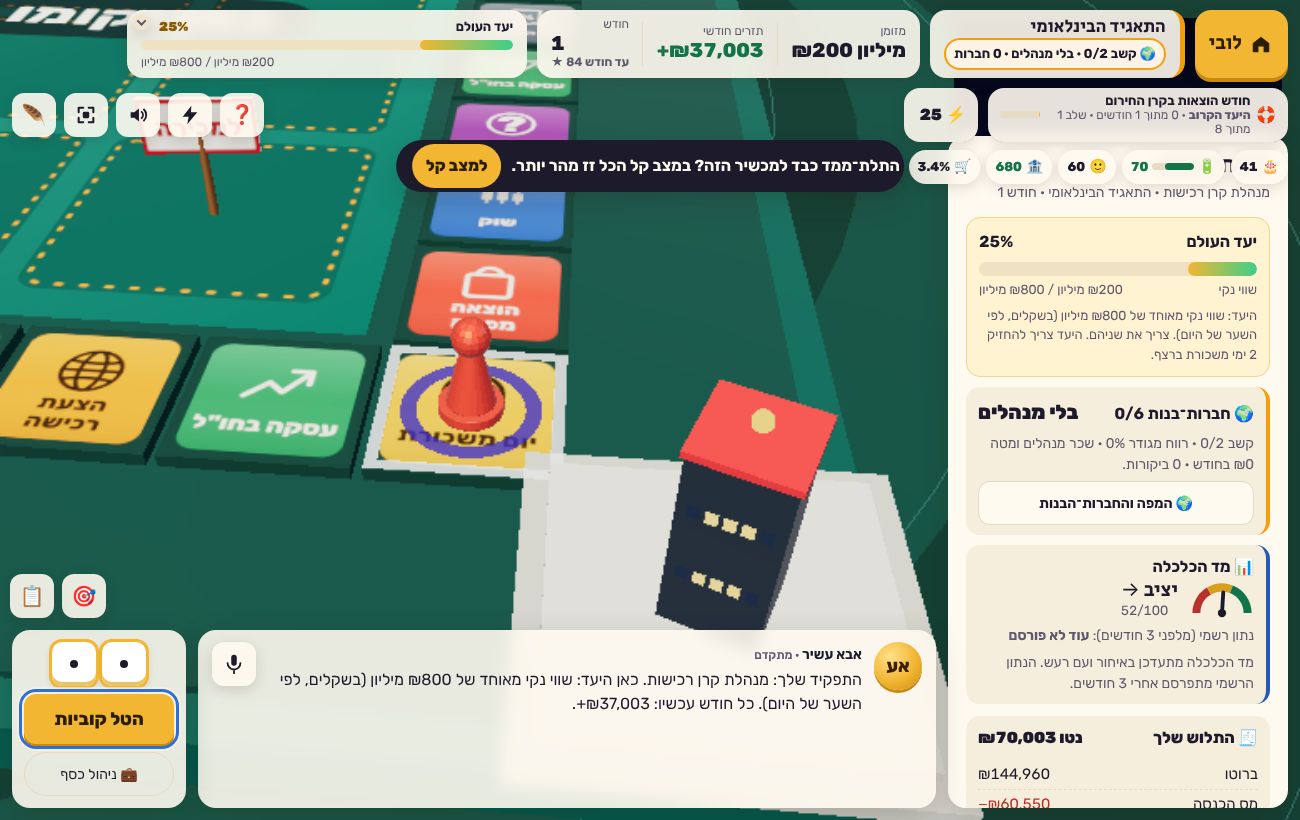 לובי
התאגיד הבינלאומי
🌍 קשב 0/2 · בלי מנהלים · 0 חברות
מזומן
₪200 מיליון
תזרים חודשי
+₪37,003
חודש
1
עד חודש 84 ★
יעד העולם
25%
₪200 מיליון / ₪800 מיליון
חודש הוצאות בקרן החירום
היעד הקרוב · 0 מתוך 1 חודשים · שלב 1 מתוך 8
⚡ 25
41
70
60
680
3.4%
התלת־ממד כבד למכשיר הזה? במצב קל הכל זז מהר יותר.
למצב קל
מנהלת קרן רכישות · התאגיד הבינלאומי · חודש 1
יעד העולם
25%
שווי נקי
₪200 מיליון / ₪800 מיליון
היעד: שווי נקי מאוחד של ₪800 מיליון (בשקלים, לפי
השער של היום). צריך את שניהם. היעד צריך להחזיק
2 ימי משכורת ברצף.
🌍 חברות־בנות 0/6
בלי מנהלים
קשב 0/2 · רווח מגודר 0% · שכר מנהלים ומטה
₪0 בחודש · 0 ביקורות.
🌍 המפה והחברות־הבנות
📊 מד הכלכלה
יציב →
52/100
נתון רשמי (מלפני 3 חודשים): עוד לא פורסם
מד הכלכלה מתעדכן באיחור ועם רעש. הנתון
הרשמי מתפרסם אחרי 3 חודשים.
🧾 התלוש שלך
נטו ₪70,003
ברוטו
₪144,960
מס הכנסה
−₪60,550
למכירה
עסקה בחו"ל
?
שוק
הוצאה
יום משכורת
עסקה בחו"ל
הצעת
רכישה
אע
אבא עשיר · מתקדם
התפקיד שלך: מנהלת קרן רכישות. כאן היעד: שווי נקי מאוחד של ₪800 מיליון (בשקלים, לפי
השער של היום). כל חודש עכשיו: ₪37,003+.
הטל קוביות
💼 ניהול כסף